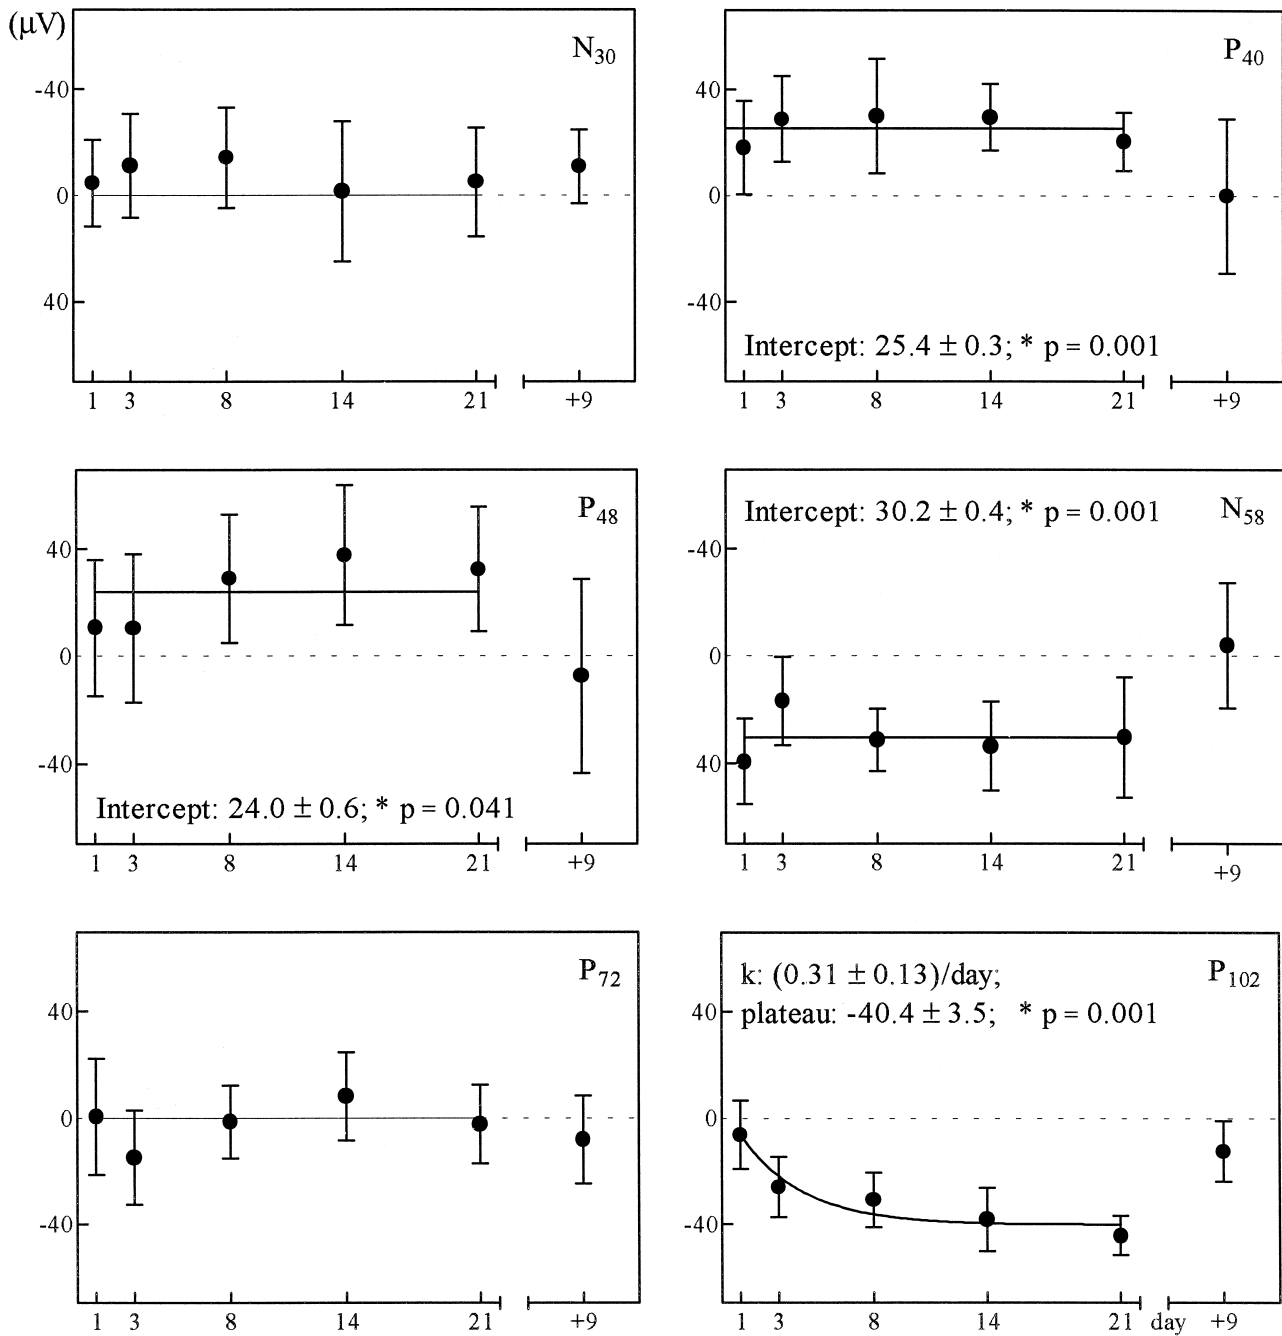 (μV)
N30
-40
0
40
1 3 8 14 21 +9
P40
40
0
-40
Intercept: 25.4 ± 0.3; * p = 0.001
1 3 8 14 21 +9
P48
40
0
-40
Intercept: 24.0 ± 0.6; * p = 0.041
1 3 8 14 21 +9
Intercept: 30.2 ± 0.4; * p = 0.001
N58
-40
0
40
1 3 8 14 21 +9
P72
40
0
-40
1 3 8 14 21 +9
k: (0.31 ± 0.13)/day;
P102
plateau: -40.4 ± 3.5; * p = 0.001
40
0
-40
1 3 8 14 21 day +9